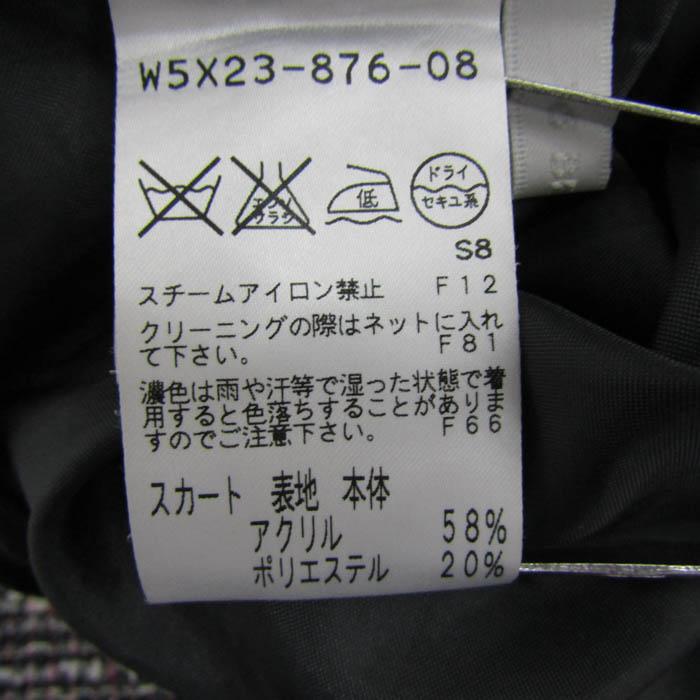 W5X23-876-08
エンソ
サラシ
低
ドライ
セキユ系
S8
スチームアイロン禁止 F12
クリーニングの際はネットに入れ
て下さい。 F81
濃色は雨や汗等で湿った状態で着
用すると色落ちすることがありま
すのでご注意下さい。 F66
スカート 表地 本体
アクリル 58%
ポリエステル 20%